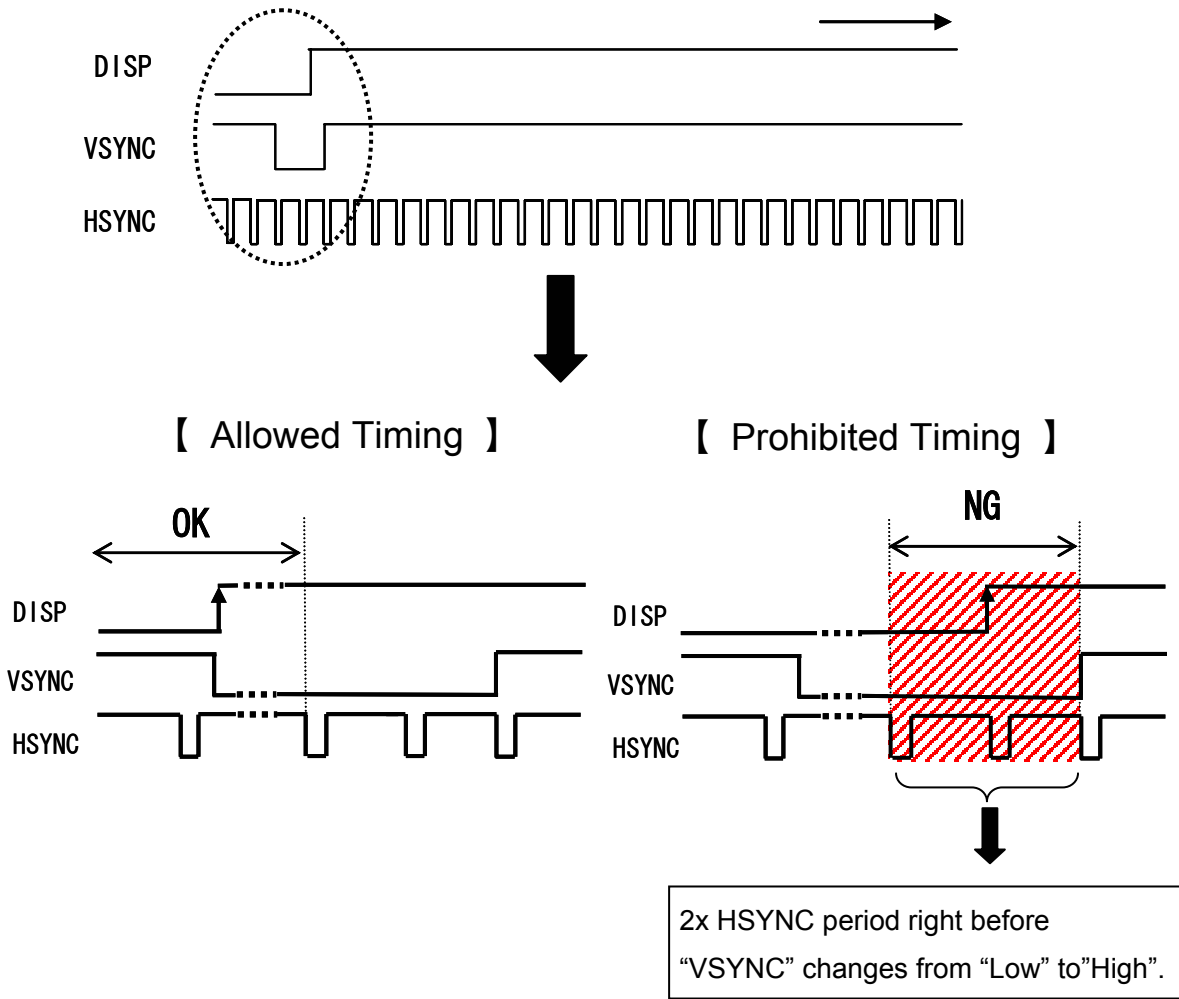 DISP
VSYNC
HSYNC
【 Allowed Timing 】
【 Prohibited Timing 】
OK
DISP
VSYNC
HSYNC
NG
DISP
VSYNC
HSYNC
2x HSYNC period right before
“VSYNC” changes from “Low” to”High”.